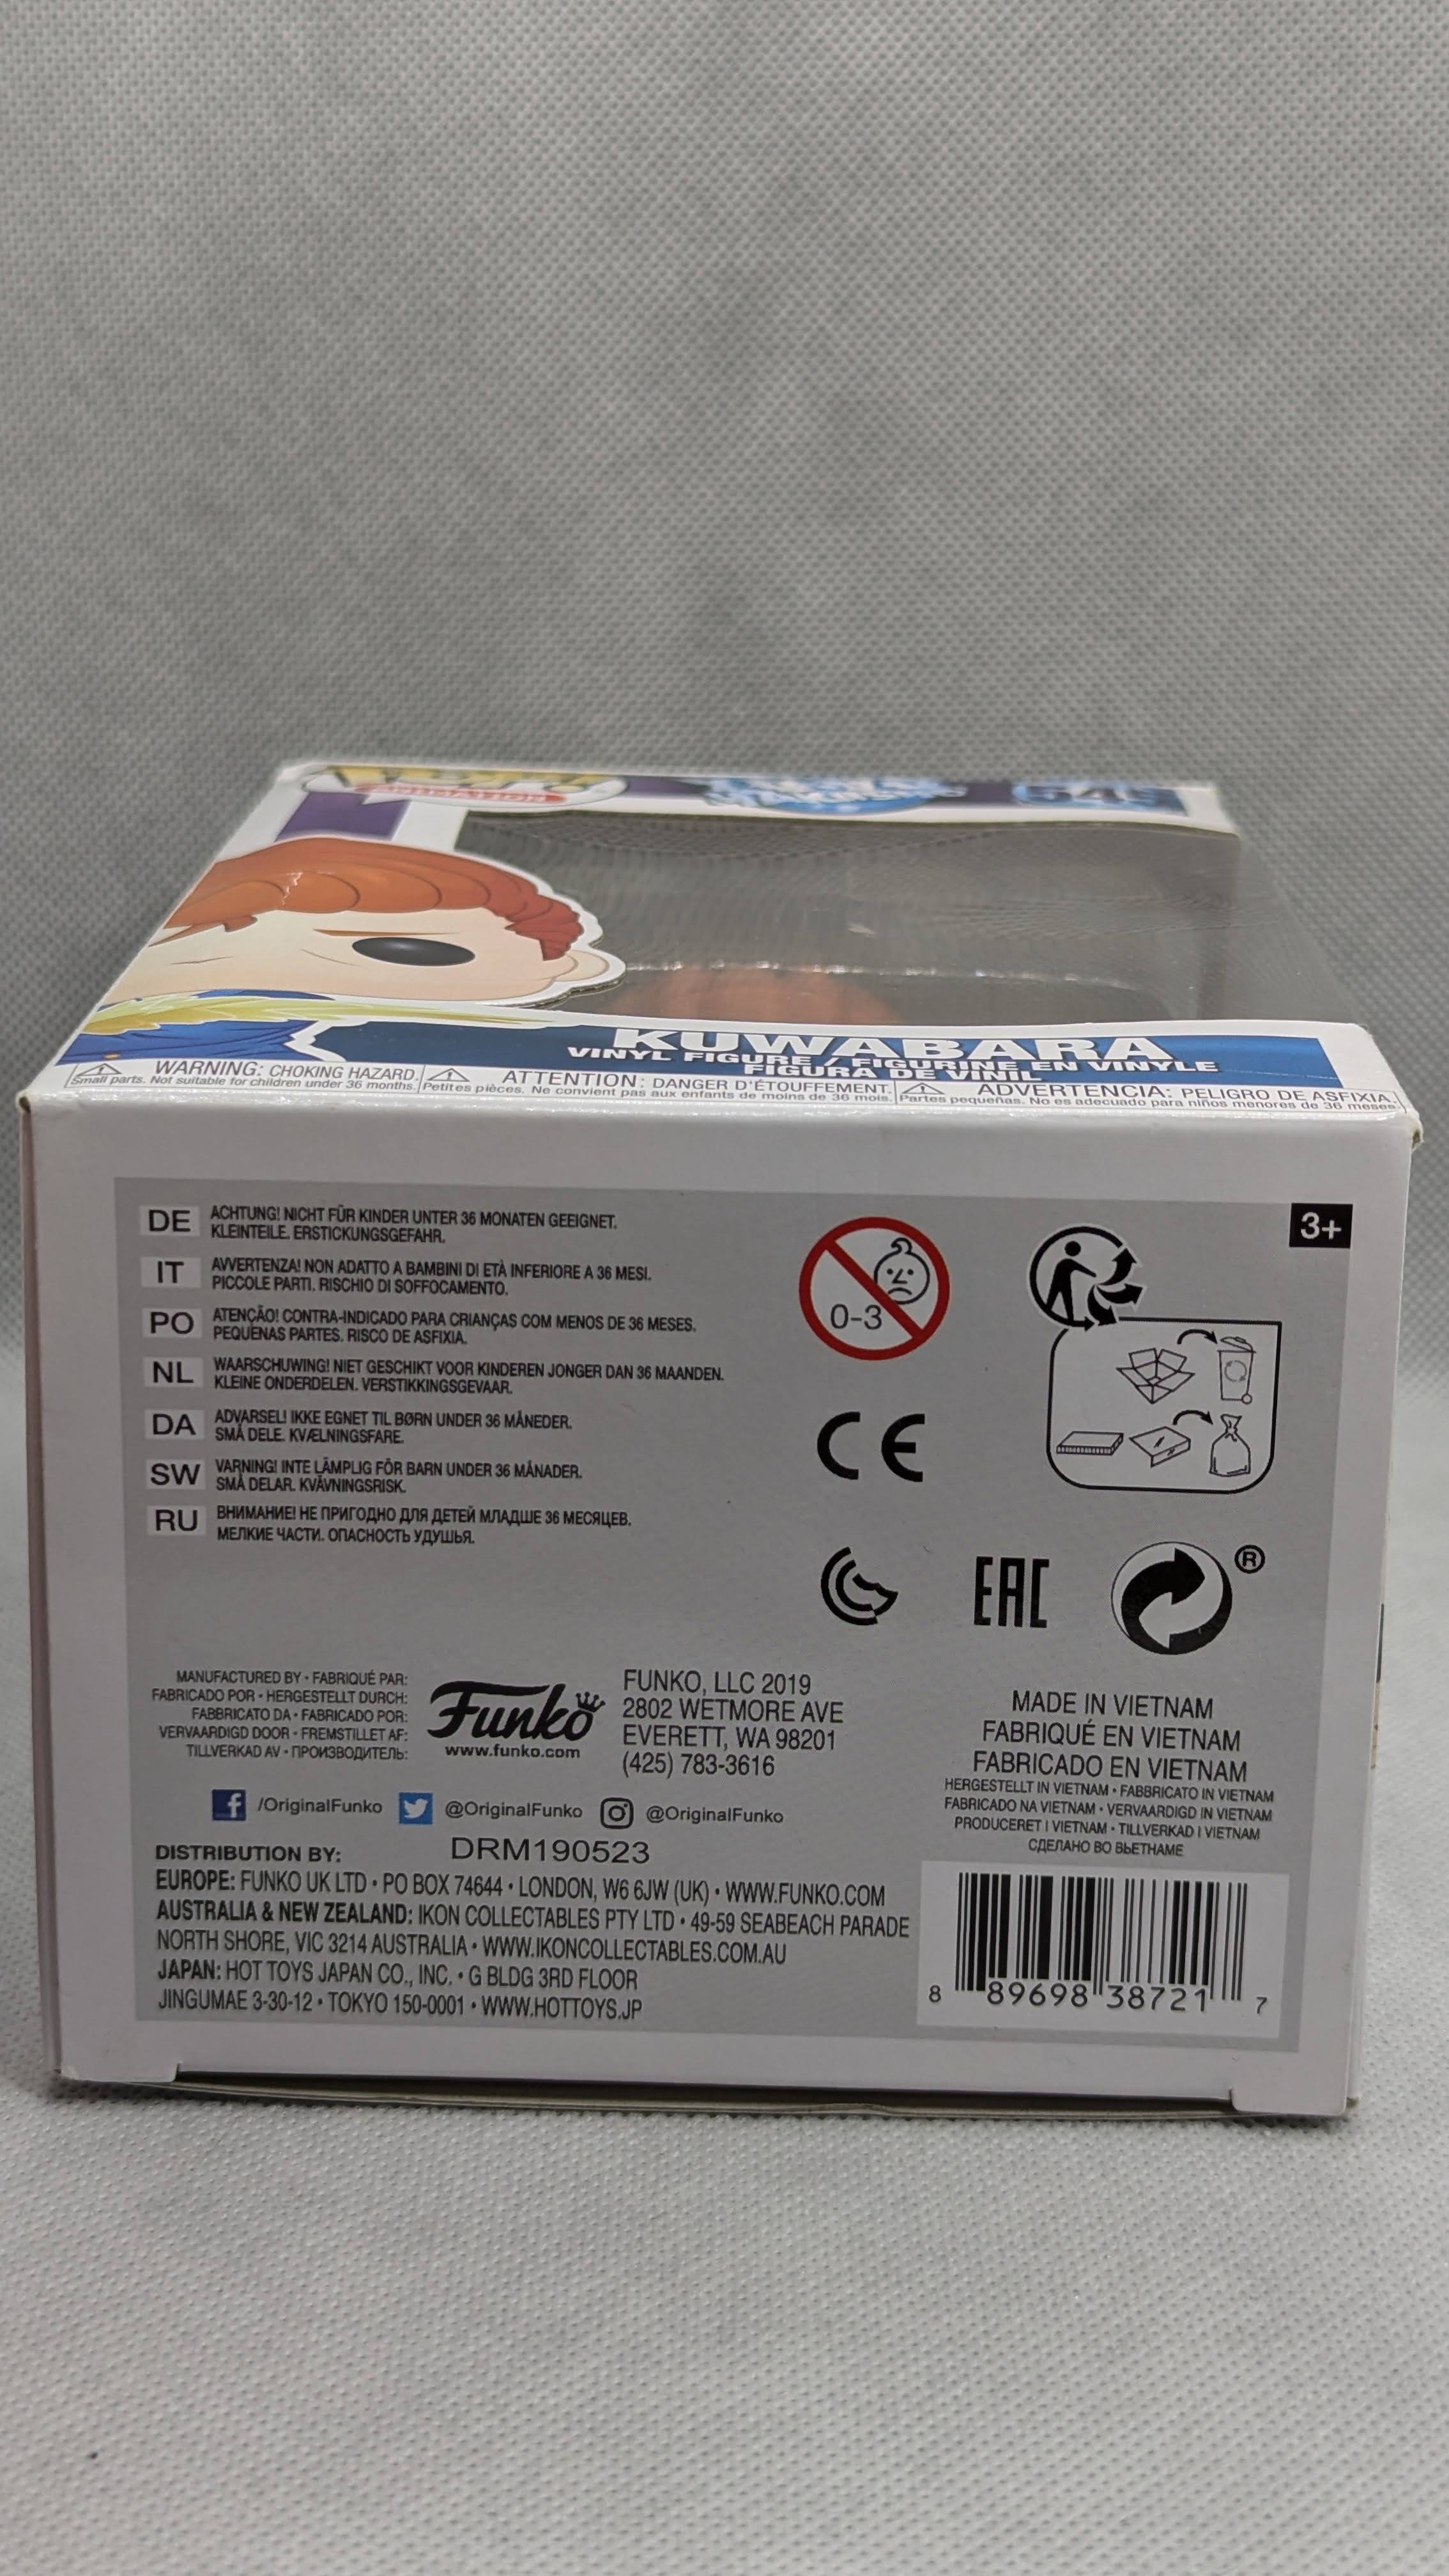 KUWABARA
VINYL FIGURE / FIGURINE EN VINYLE
FIGURA DE VINIL
WARNING: CHOKING HAZARD.
Small parts. Not suitable for children under 36 months.
ATTENTION: DANGER D'ÉTOUFFEMENT.
Petites pièces. Ne convient pas aux enfants de moins de 36 mois.
ADVERTENCIA: PELIGRO DE ASFIXIA.
Partes pequeñas. No es adecuado para niños menores de 36 meses.
DE ACHTUNG! NICHT FÜR KINDER UNTER 36 MONATEN GEEIGNET.
KLEINTEILE. ERSTICKUNGSGEFAHR.
IT AVVERTENZA! NON ADATTO A BAMBINI DI ETÀ INFERIORE A 36 MESI.
PICCOLE PARTI. RISCHIO DI SOFFOCAMENTO.
PO ATENÇÃO! CONTRA-INDICADO PARA CRIANÇAS COM MENOS DE 36 MESES.
PEQUENAS PARTES. RISCO DE ASFIXIA.
NL WAARSCHUWING! NIET GESCHIKT VOOR KINDEREN JONGER DAN 36 MAANDEN.
KLEINE ONDERDELEN. VERSTIKKINGSGEVAAR.
DA ADVARSEL! IKKE EGNET TIL BØRN UNDER 36 MÅNEDER.
SMÅ DELE. KVÆLNINGSFARE.
SW VARNING! INTE LÄMPLIG FÖR BARN UNDER 36 MÅNADER.
SMÅ DELAR. KVÄVNINGSRISK.
RU ВНИМАНИЕ! НЕ ПРИГОДНО ДЛЯ ДЕТЕЙ МЛАДШЕ 36 МЕСЯЦЕВ.
МЕЛКИЕ ЧАСТИ. ОПАСНОСТЬ УДУШЬЯ.
0-3
3+
CE
EAC
®
MANUFACTURED BY • FABRIQUÉ PAR:
FABRICADO POR • HERGESTELLT DURCH:
FABBRICATO DA • FABRICADO POR:
VERVAARDIGD DOOR • FREMSTILLET AF:
TILLVERKAD AV • ПРОИЗВОДИТЕЛЬ:
Funko
www.funko.com
FUNKO, LLC 2019
2802 WETMORE AVE
EVERETT, WA 98201
(425) 783-3616
/OriginalFunko @OriginalFunko @OriginalFunko
DRM190523
DISTRIBUTION BY:
EUROPE: FUNKO UK LTD • PO BOX 74644 • LONDON, W6 6JW (UK) • WWW.FUNKO.COM
AUSTRALIA & NEW ZEALAND: IKON COLLECTABLES PTY LTD • 49-59 SEABEACH PARADE
NORTH SHORE, VIC 3214 AUSTRALIA • WWW.IKONCOLLECTABLES.COM.AU
JAPAN: HOT TOYS JAPAN CO., INC. • G BLDG 3RD FLOOR
JINGUMAE 3-30-12 • TOKYO 150-0001 • WWW.HOTTOYS.JP
MADE IN VIETNAM
FABRIQUÉ EN VIETNAM
FABRICADO EN VIETNAM
HERGESTELLT IN VIETNAM • FABBRICATO IN VIETNAM
FABRICADO NA VIETNAM • VERVAARDIGD IN VIETNAM
PRODUCERET I VIETNAM • TILLVERKAD I VIETNAM
СДЕЛАНО ВО ВЬЕТНАМЕ
8 89698 38721 7